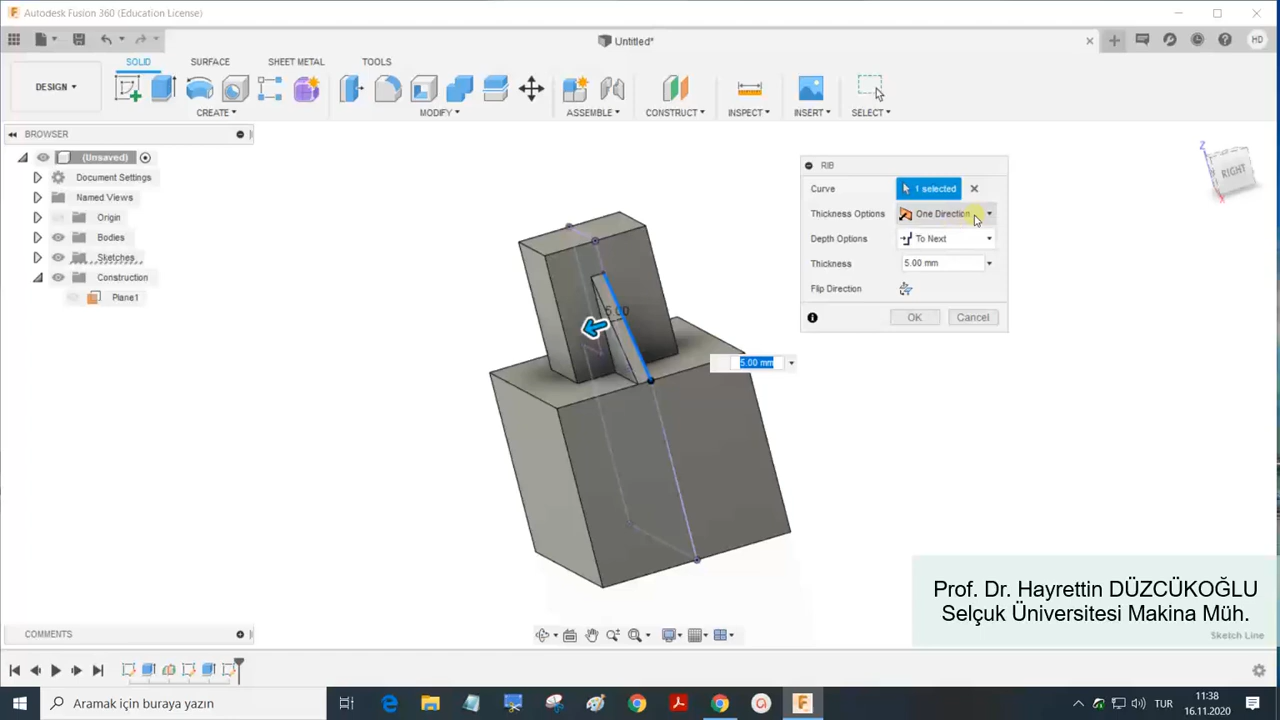 Autodesk Fusion 360 (Education License)
Untitled*
HD
SOLID SURFACE SHEET METAL TOOLS
DESIGN
CREATE MODIFY ASSEMBLE CONSTRUCT INSPECT INSERT SELECT
BROWSER
(Unsaved)
Document Settings
Named Views
Origin
Bodies
Sketches
Construction
Plane1
Z
RIGHT
X
RIB
Curve 1 selected
Thickness Options One Direction
Depth Options To Next
Thickness 5.00 mm
Flip Direction
OK Cancel
5.00
5.00 mm
Prof. Dr. Hayrettin DÜZCÜKOĞLU
Selçuk Üniversitesi Makina Müh.
Sketch Line
COMMENTS
Aramak için buraya yazın
TUR
11:38
16.11.2020